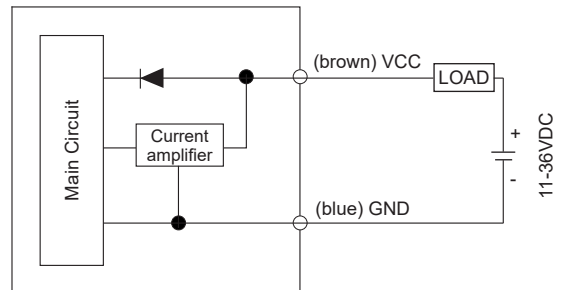 (brown) VCC
LOAD
Main Circuit
Current
amplifier
+
-
11-36VDC
(blue) GND